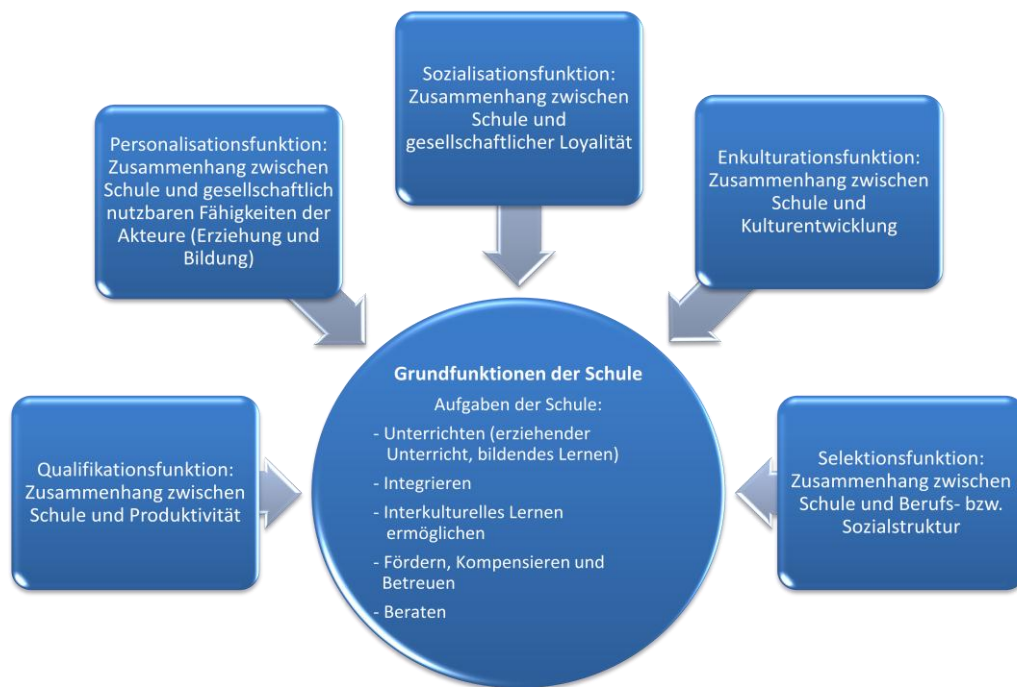 Sozialisationsfunktion:
Zusammenhang zwischen
Schule und
gesellschaftlicher Loyalität
Personalisationsfunktion:
Zusammenhang zwischen
Schule und gesellschaftlich
nutzbaren Fähigkeiten der
Akteure (Erziehung und
Bildung)
Enkulturationsfunktion:
Zusammenhang zwischen
Schule und
Kulturentwicklung
Qualifikationsfunktion:
Zusammenhang zwischen
Schule und Produktivität
Grundfunktionen der Schule
Aufgaben der Schule:
- Unterrichten (erziehender
Unterricht, bildendes Lernen)
- Integrieren
- Interkulturelles Lernen
ermöglichen
- Fördern, Kompensieren und
Betreuen
- Beraten
Selektionsfunktion:
Zusammenhang zwischen
Schule und Berufs- bzw.
Sozialstruktur